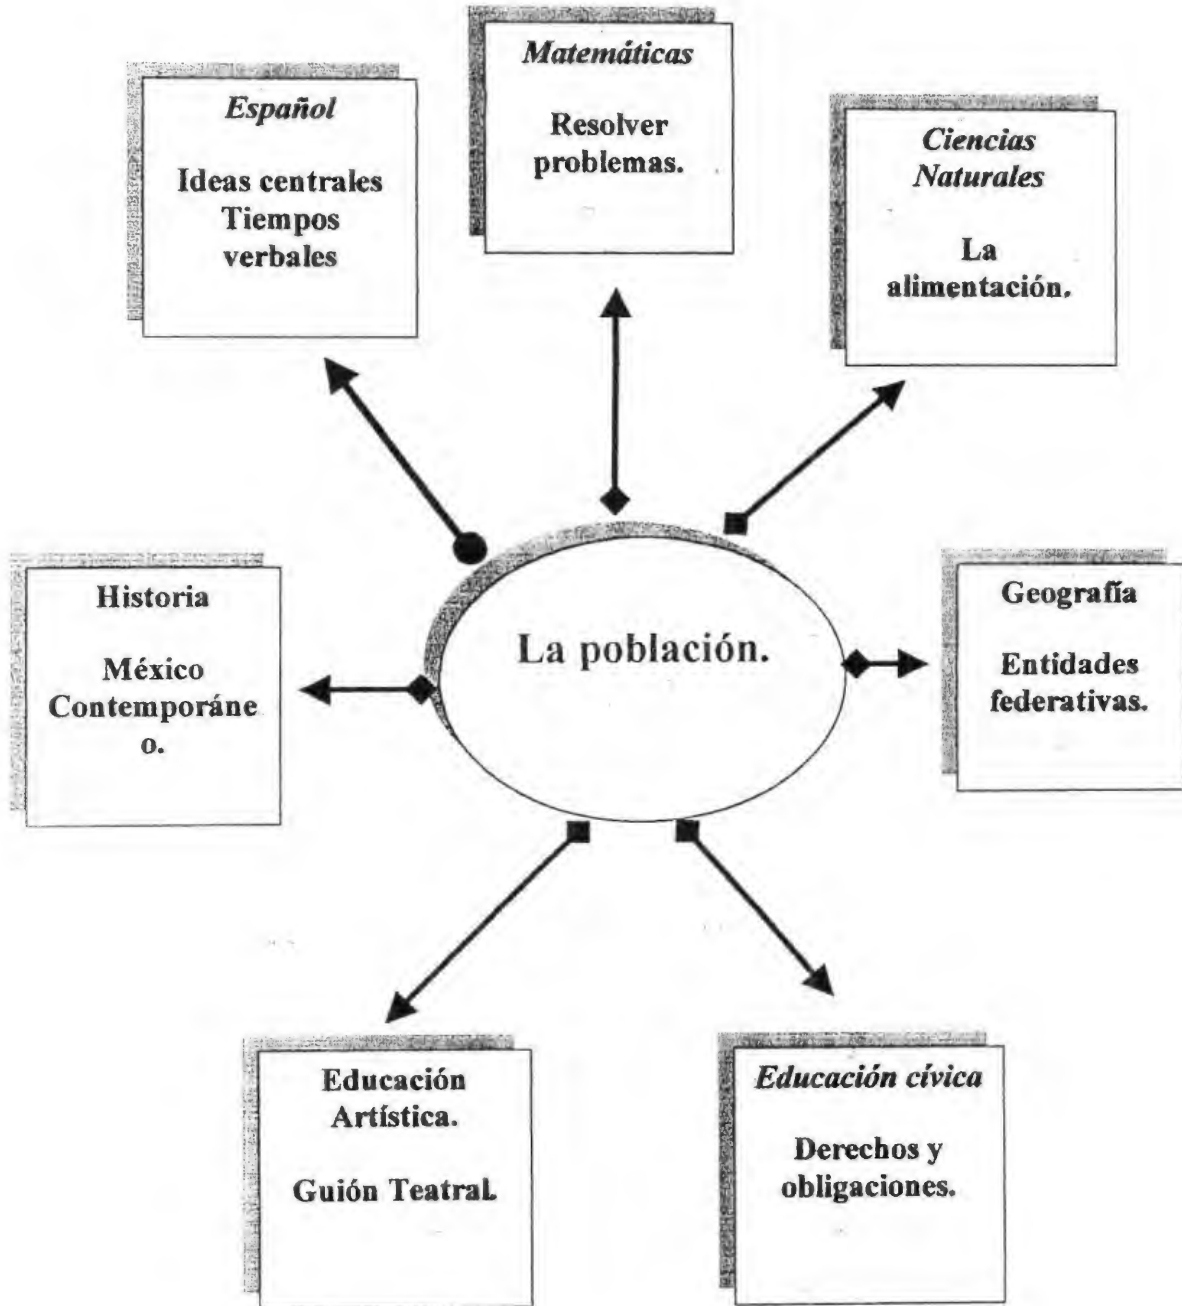 Matemáticas
Resolver
problemas.
Español
Ideas centrales
Tiempos
verbales
Ciencias
Naturales
La
alimentación.
Historia
México
Contemporáne
o.
La población.
Geografía
Entidades
federativas.
Educación
Artística.
Guión Teatral.
Educación cívica
Derechos y
obligaciones.